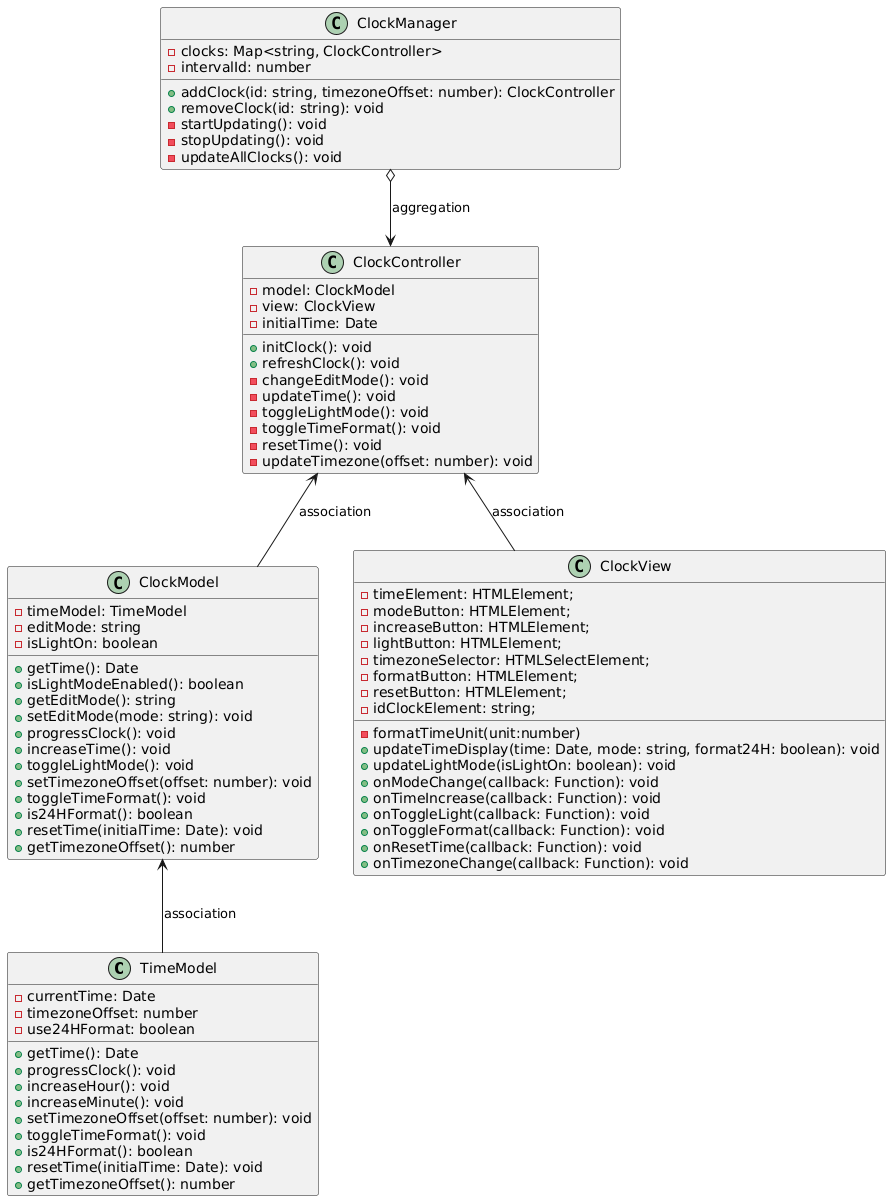 C ClockManager
clocks: Map<string, ClockController>
intervalId: number
addClock(id: string, timezoneOffset: number): ClockController
removeClock(id: string): void
startUpdating(): void
stopUpdating(): void
updateAllClocks(): void
aggregation
C ClockController
model: ClockModel
view: ClockView
initialTime: Date
initClock(): void
refreshClock(): void
changeEditMode(): void
updateTime(): void
toggleLightMode(): void
toggleTimeFormat(): void
resetTime(): void
updateTimezone(offset: number): void
association
association
C ClockModel
timeModel: TimeModel
editMode: string
isLightOn: boolean
getTime(): Date
isLightModeEnabled(): boolean
getEditMode(): string
setEditMode(mode: string): void
progressClock(): void
increaseTime(): void
toggleLightMode(): void
setTimezoneOffset(offset: number): void
toggleTimeFormat(): void
is24HFormat(): boolean
resetTime(initialTime: Date): void
getTimezoneOffset(): number
C ClockView
timeElement: HTMLElement;
modeButton: HTMLElement;
increaseButton: HTMLElement;
lightButton: HTMLElement;
timezoneSelector: HTMLSelectElement;
formatButton: HTMLElement;
resetButton: HTMLElement;
idClockElement: string;
formatTimeUnit(unit:number)
updateTimeDisplay(time: Date, mode: string, format24H: boolean): void
updateLightMode(isLightOn: boolean): void
onModeChange(callback: Function): void
onTimeIncrease(callback: Function): void
onToggleLight(callback: Function): void
onToggleFormat(callback: Function): void
onResetTime(callback: Function): void
onTimezoneChange(callback: Function): void
association
C TimeModel
currentTime: Date
timezoneOffset: number
use24HFormat: boolean
getTime(): Date
progressClock(): void
increaseHour(): void
increaseMinute(): void
setTimezoneOffset(offset: number): void
toggleTimeFormat(): void
is24HFormat(): boolean
resetTime(initialTime: Date): void
getTimezoneOffset(): number